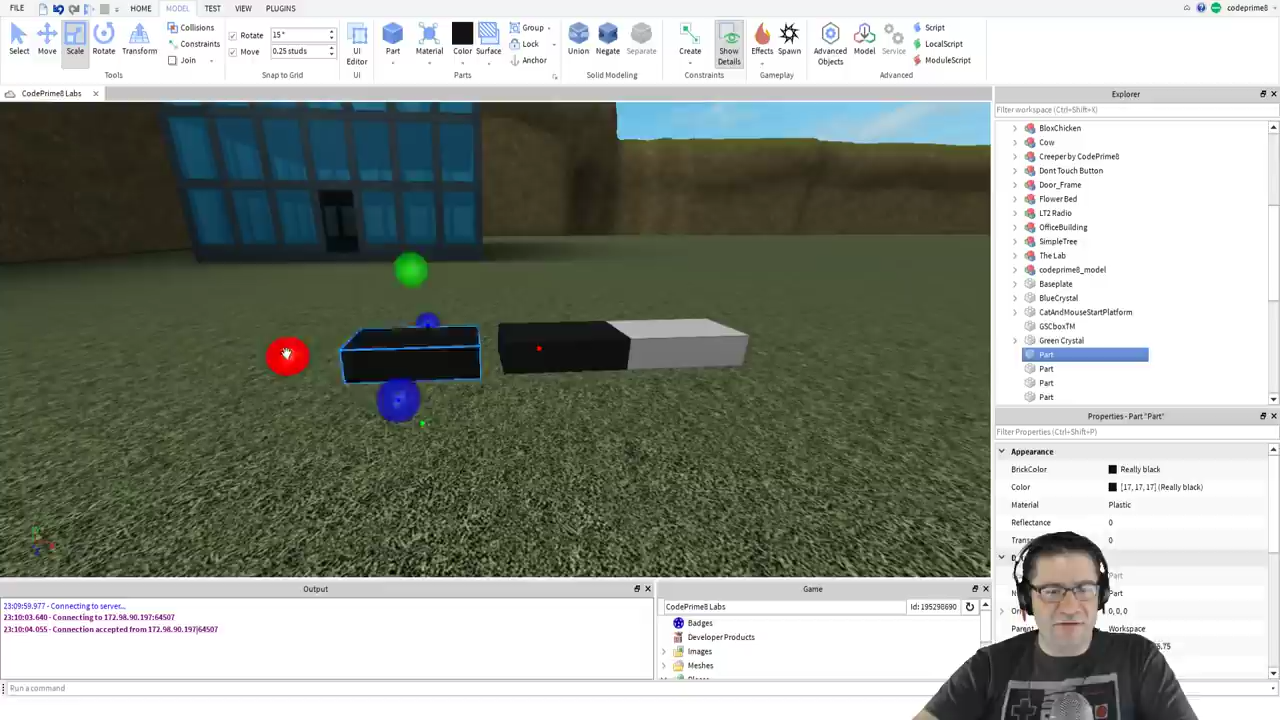 FILE HOME MODEL TEST VIEW PLUGINS codeprime8
Select Move Scale Rotate Transform
Collisions
Constraints
Join
Tools
Rotate 15°
Move 0.25 studs
Snap to Grid
UI Editor
UI
Part Material Color Surface
Group
Lock
Anchor
Parts
Union Negate Separate
Solid Modeling
Create Show Details
Constraints
Effects Spawn
Gameplay
Advanced Objects Model Service
Script
LocalScript
ModuleScript
Advanced
CodePrime8 Labs
Explorer
Filter workspace (Ctrl+Shift+X)
BloxChicken
Cow
Creeper by CodePrime8
Dont Touch Button
Door_Frame
Flower Bed
LT2 Radio
OfficeBuilding
SimpleTree
The Lab
codeprime8_model
Baseplate
BlueCrystal
CatAndMouseStartPlatform
GSCboxTM
Green Crystal
Part
Part
Part
Part
Properties - Part "Part"
Filter Properties (Ctrl+Shift+P)
Appearance
BrickColor Really black
Color [17, 17, 17] (Really black)
Material Plastic
Reflectance 0
0
Part
Part
0, 0, 0
Parent Workspace
Output
23:09:59.977 - Connecting to server...
23:10:03.640 - Connecting to 172.98.90.197:64507
23:10:04.055 - Connection accepted from 172.98.90.197|64507
Game
CodePrime8 Labs Id: 195298690
Badges
Developer Products
Images
Meshes
Run a command